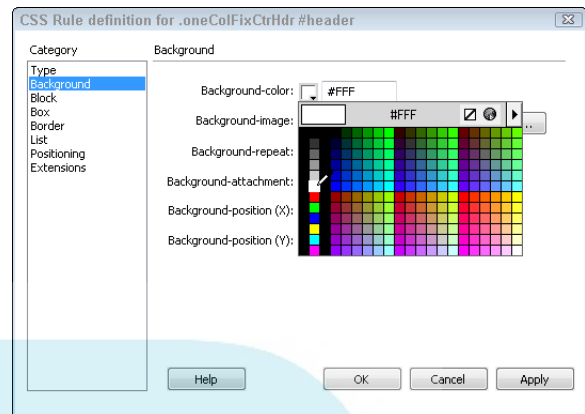 CSS Rule definition for .oneColFixCtrHdr #header
Category
Background
Type
Background
Block
Box
Border
List
Positioning
Extensions
Background-color: #FFF
#FFF
Background-image:
..
Background-repeat:
Background-attachment:
Background-position (X):
Background-position (Y):
Help
OK
Cancel
Apply